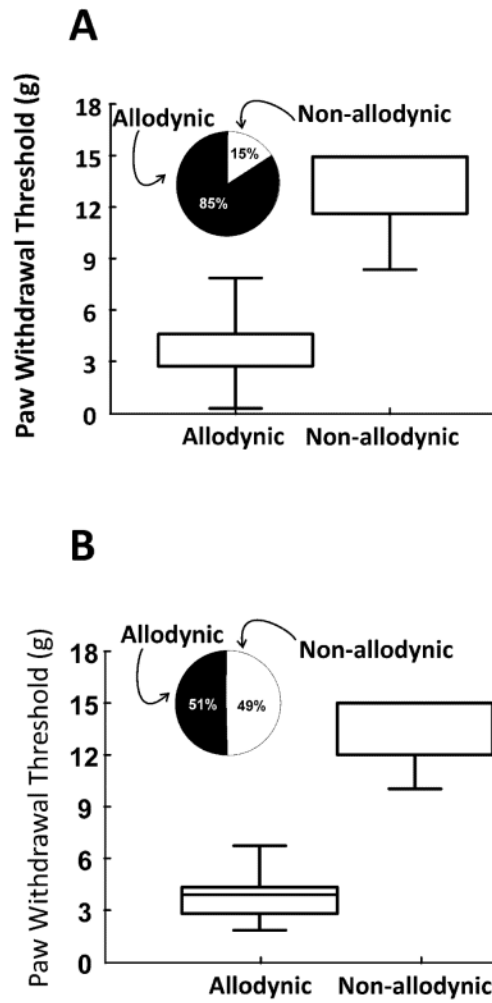 A
Paw Withdrawal Threshold (g)
18
15
12
9
6
3
0
Allodynic
Non-allodynic
15%
85%
Allodynic
Non-allodynic
B
Paw Withdrawal Threshold (g)
18
15
12
9
6
3
0
Allodynic
Non-allodynic
51%
49%
Allodynic
Non-allodynic